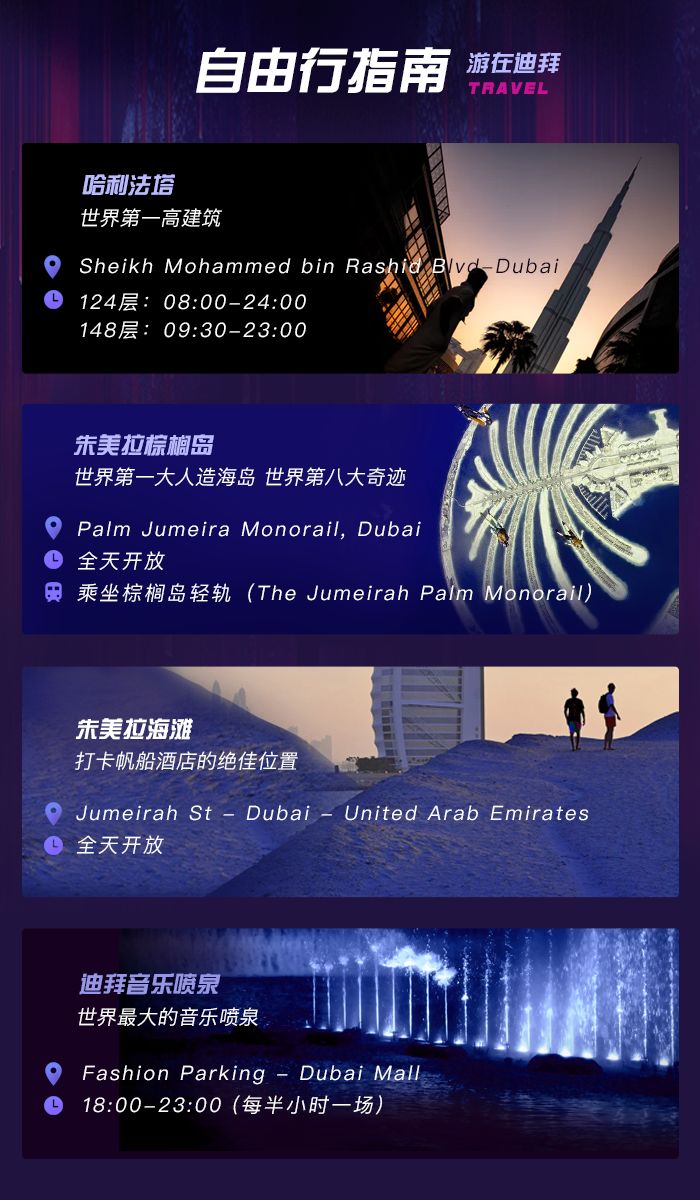 自由行指南 游在迪拜
TRAVEL
哈利法塔
世界第一高建筑
Sheikh Mohammed bin Rashid Blvd-Dubai
124层：08:00-24:00
148层：09:30-23:00
朱美拉棕榈岛
世界第一大人造海岛 世界第八大奇迹
Palm Jumeira Monorail, Dubai
全天开放
乘坐棕榈岛轻轨（The Jumeirah Palm Monorail）
朱美拉海滩
打卡帆船酒店的绝佳位置
Jumeirah St - Dubai - United Arab Emirates
全天开放
迪拜音乐喷泉
世界最大的音乐喷泉
Fashion Parking - Dubai Mall
18:00-23:00（每半小时一场）